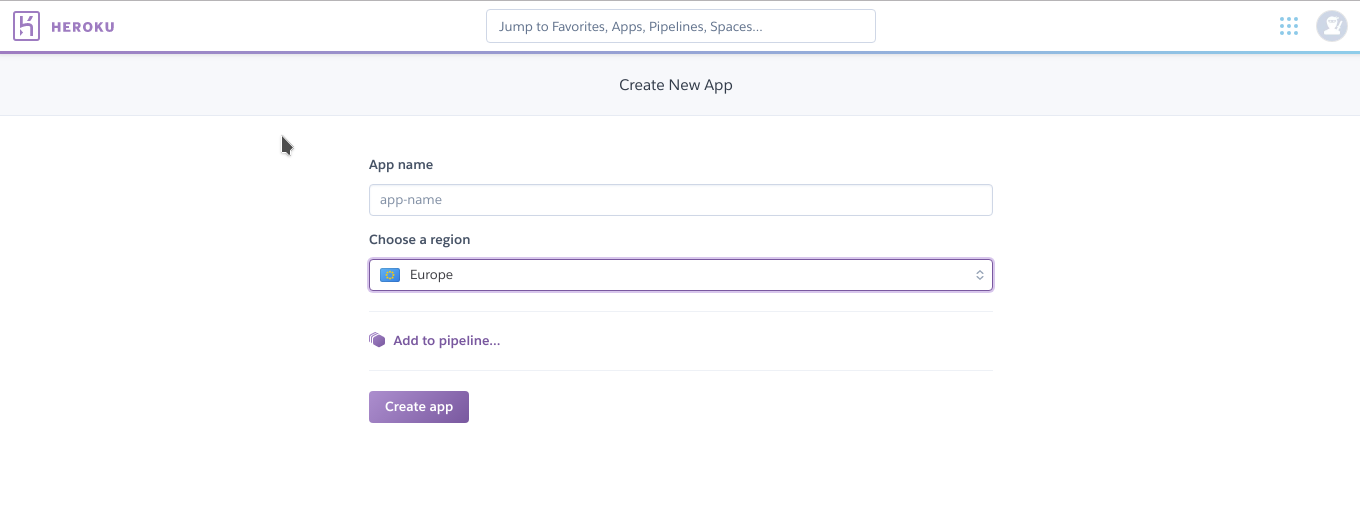 HEROKU
Jump to Favorites, Apps, Pipelines, Spaces...
Create New App
App name
app-name
Choose a region
Europe
Add to pipeline...
Create app